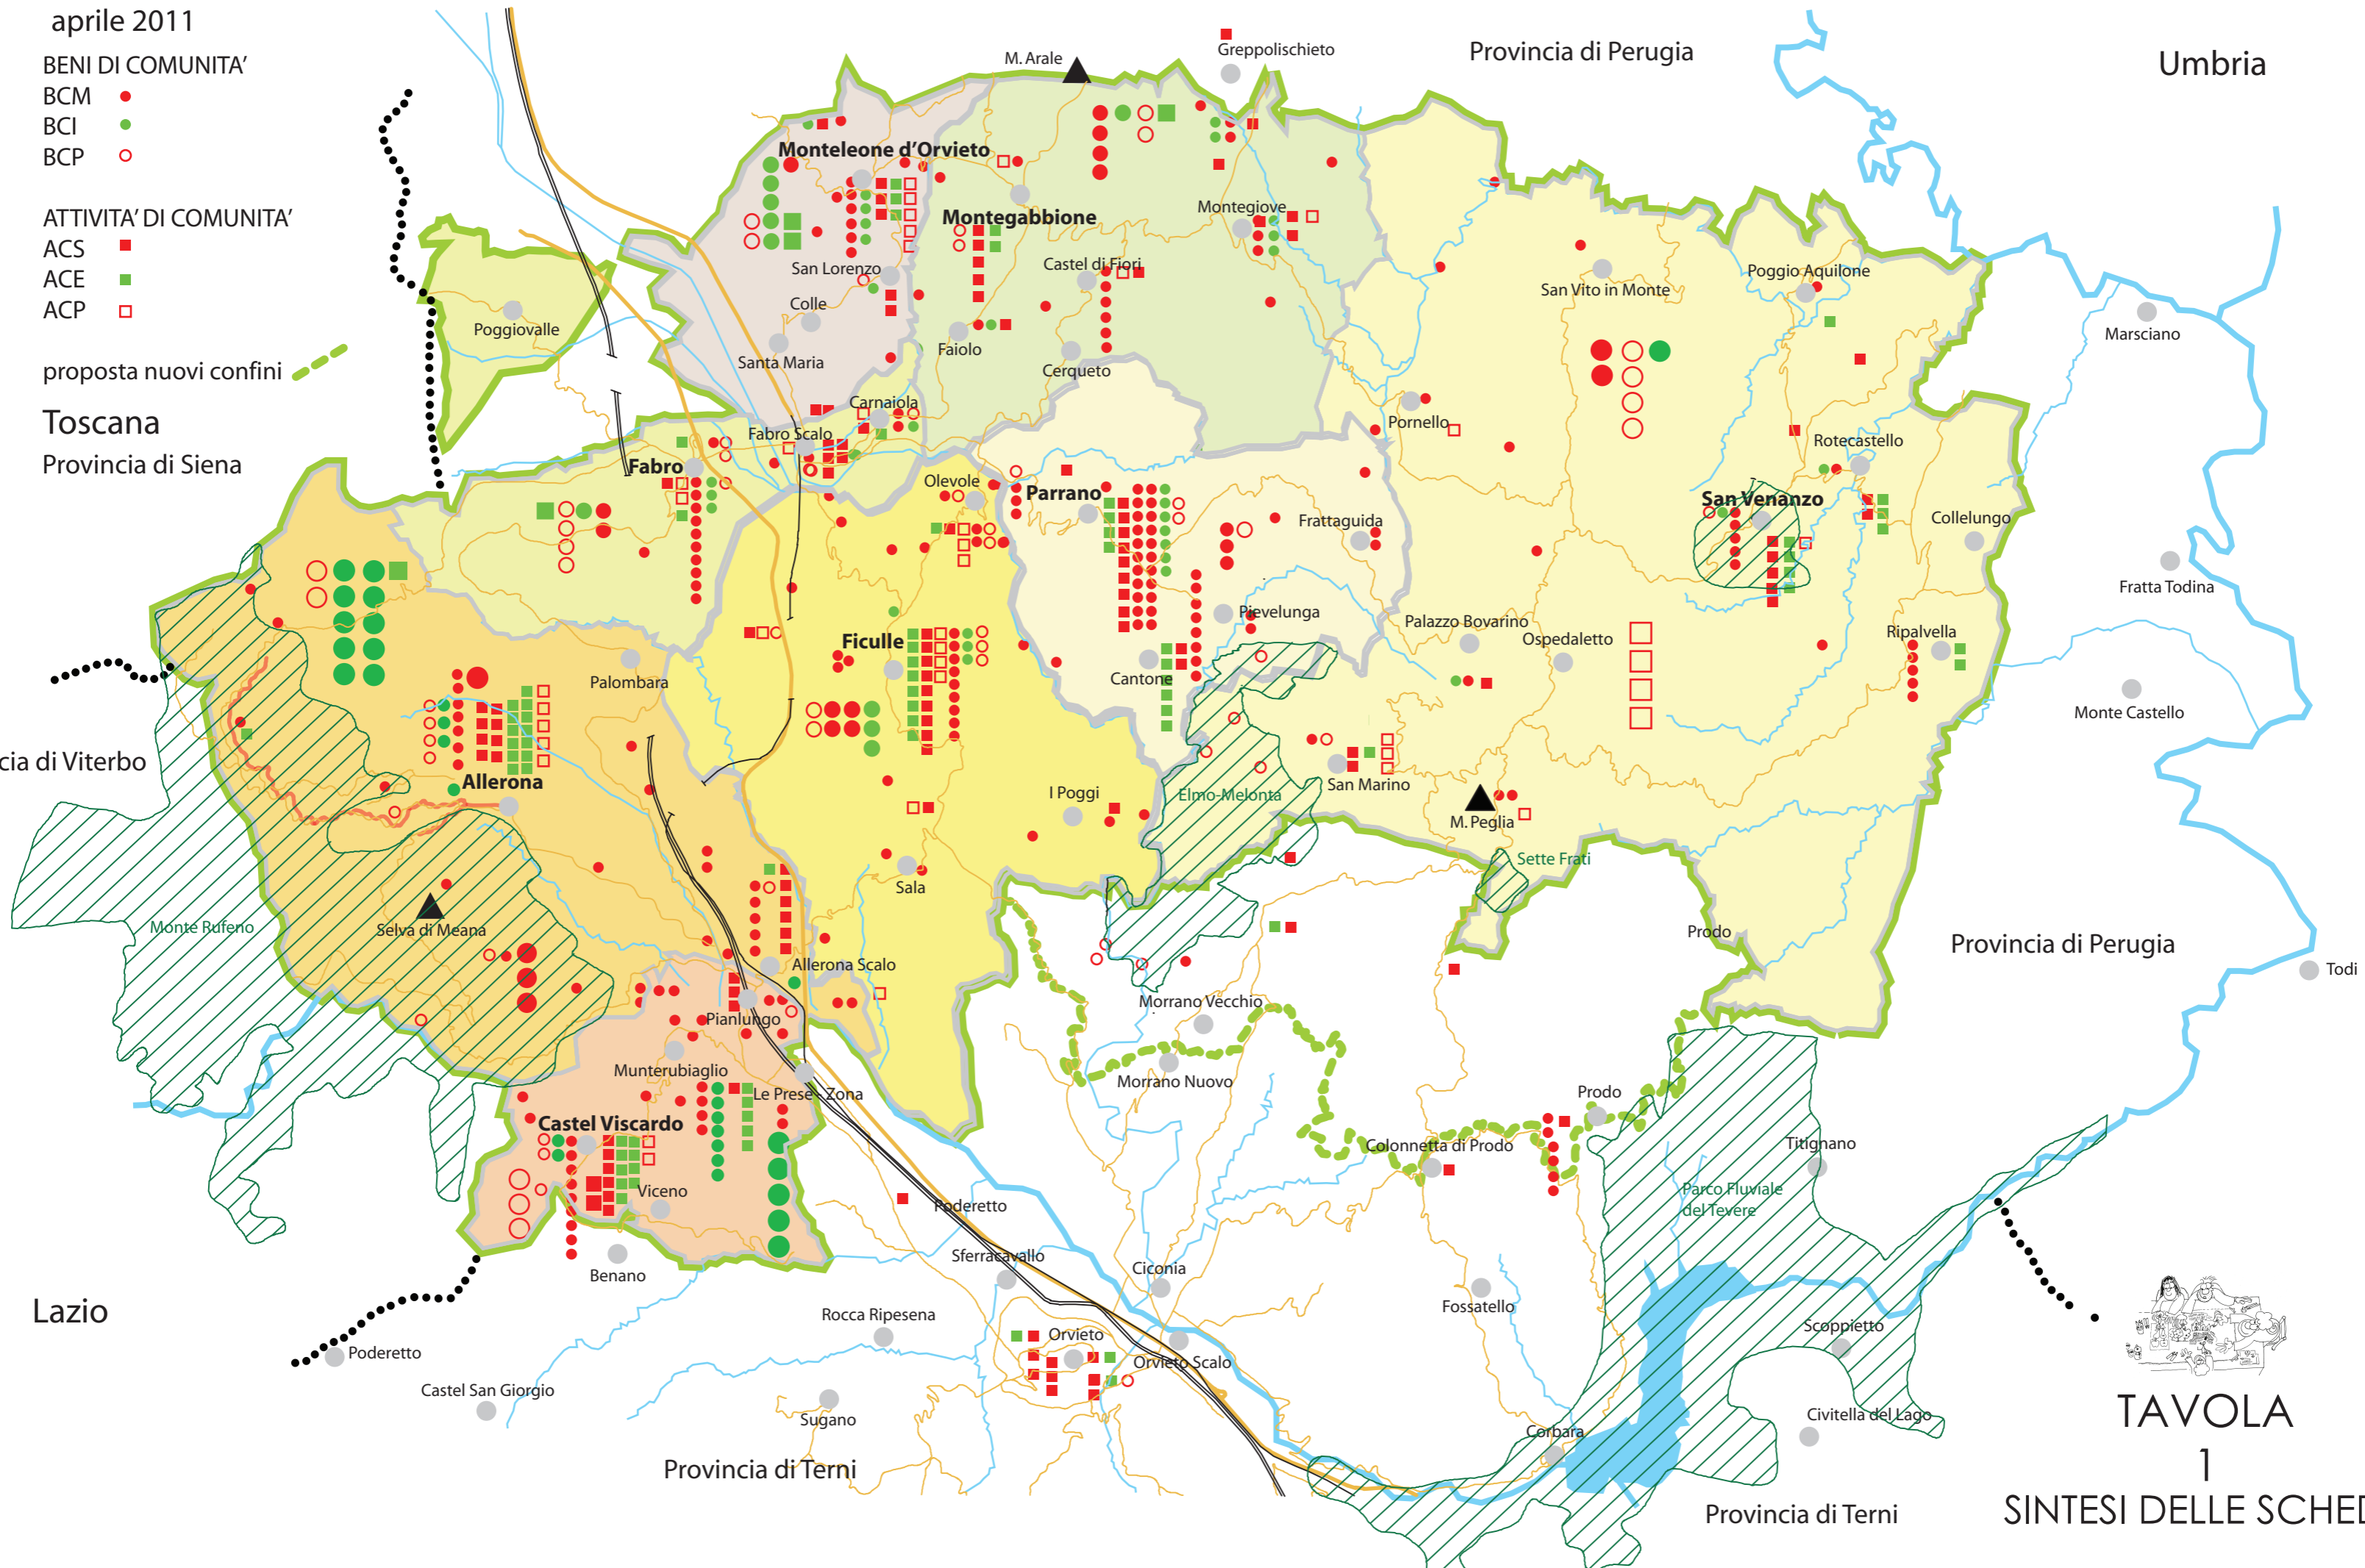 aprile 2011
BENI DI COMUNITA'
BCM
BCI
BCP
ATTIVITA' DI COMUNITA'
ACS
ACE
ACP
proposta nuovi confini
Toscana
Provincia di Siena
Greppolischieto
M. Arale
Provincia di Perugia
Umbria
Monteleone d'Orvieto
Montegabbione
Montegiove
San Lorenzo
Castel di Fiori
Colle
Poggiovalle
Santa Maria
Faiolo
Cerqueto
San Vito in Monte
Poggio Aquilone
Marsciano
Carnaiola
Fabro Scalo
Pornello
Rotecastello
Fabro
Olevole
Parrano
Frattaguida
San Venanzo
Collelungo
Fratta Todina
Ficulle
Pievelunga
Palazzo Bovarino
Ospedaletto
Ripalvella
Palombara
Cantone
Monte Castello
cia di Viterbo
Allerona
I Poggi
Elmo-Melonta
San Marino
M. Peglia
Sette Frati
Sala
Monte Rufeno
Selva di Meana
Prodo
Provincia di Perugia
Todi
Allerona Scalo
Morrano Vecchio
Pianlungo
Munterubiaglio
Morrano Nuovo
Le Prese - Zona
Prodo
Castel Viscardo
Colonnetta di Prodo
Titignano
Viceno
Parco Fluviale
del Tevere
Poderetto
Sferracavallo
Benano
Ciconia
Lazio
Rocca Ripesena
Fossatello
Orvieto
Scoppietto
Poderetto
Orvieto Scalo
Castel San Giorgio
Sugano
Civitella del Lago
Corbara
TAVOLA
1
SINTESI DELLE SCHED
Provincia di Terni
Provincia di Terni